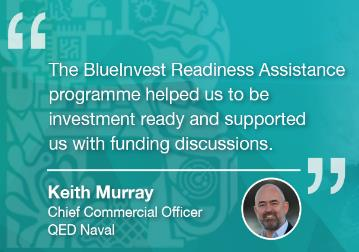 The BlueInvest Readiness Assistance
programme helped us to be
investment ready and supported
us with funding discussions.
Keith Murray
Chief Commercial Officer
QED Naval